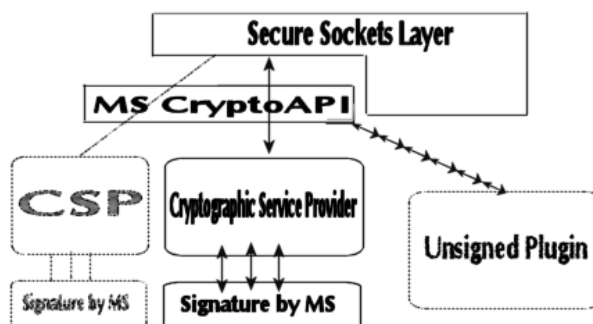 Secure Sockets Layer
MS CryptoAPI
CSP
Cryptographic Service Provider
Unsigned Plugin
Signature by MS
Signature by MS